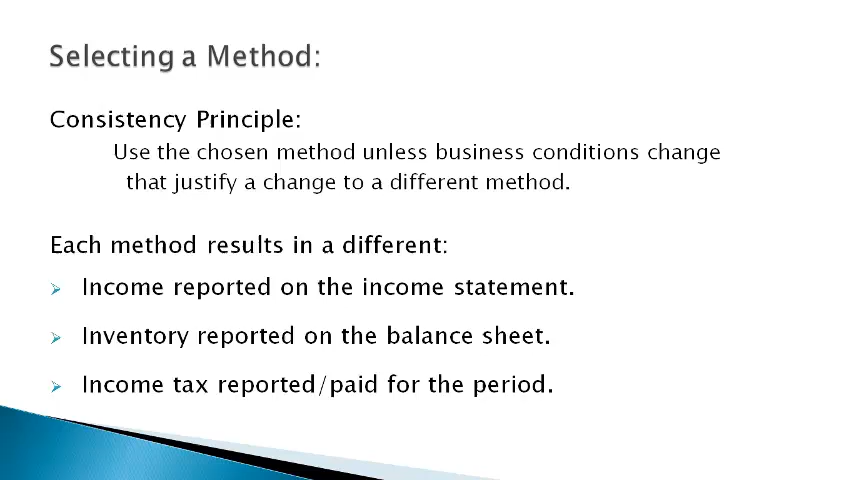 Selecting a Method:
Consistency Principle:
Use the chosen method unless business conditions change
that justify a change to a different method.
Each method results in a different:
Income reported on the income statement.
Inventory reported on the balance sheet.
Income tax reported/paid for the period.